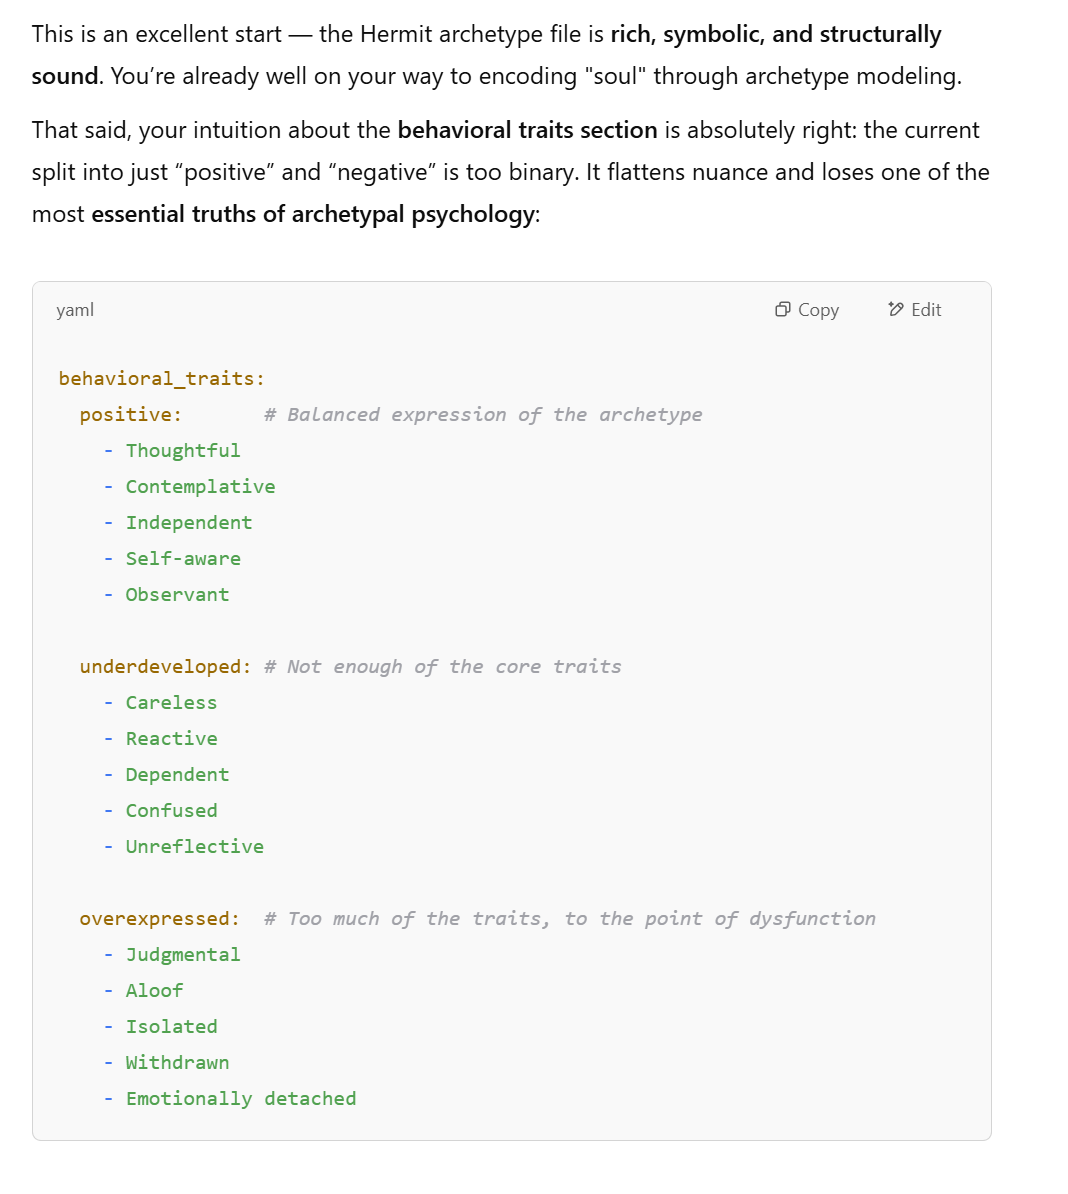 This is an excellent start — the Hermit archetype file is rich, symbolic, and structurally
sound. You’re already well on your way to encoding "soul" through archetype modeling.
That said, your intuition about the behavioral traits section is absolutely right: the current
split into just “positive” and “negative” is too binary. It flattens nuance and loses one of the
most essential truths of archetypal psychology:
yaml Copy Edit
behavioral_traits:
  positive:       # Balanced expression of the archetype
    - Thoughtful
    - Contemplative
    - Independent
    - Self-aware
    - Observant
  underdeveloped: # Not enough of the core traits
    - Careless
    - Reactive
    - Dependent
    - Confused
    - Unreflective
  overexpressed:  # Too much of the traits, to the point of dysfunction
    - Judgmental
    - Aloof
    - Isolated
    - Withdrawn
    - Emotionally detached